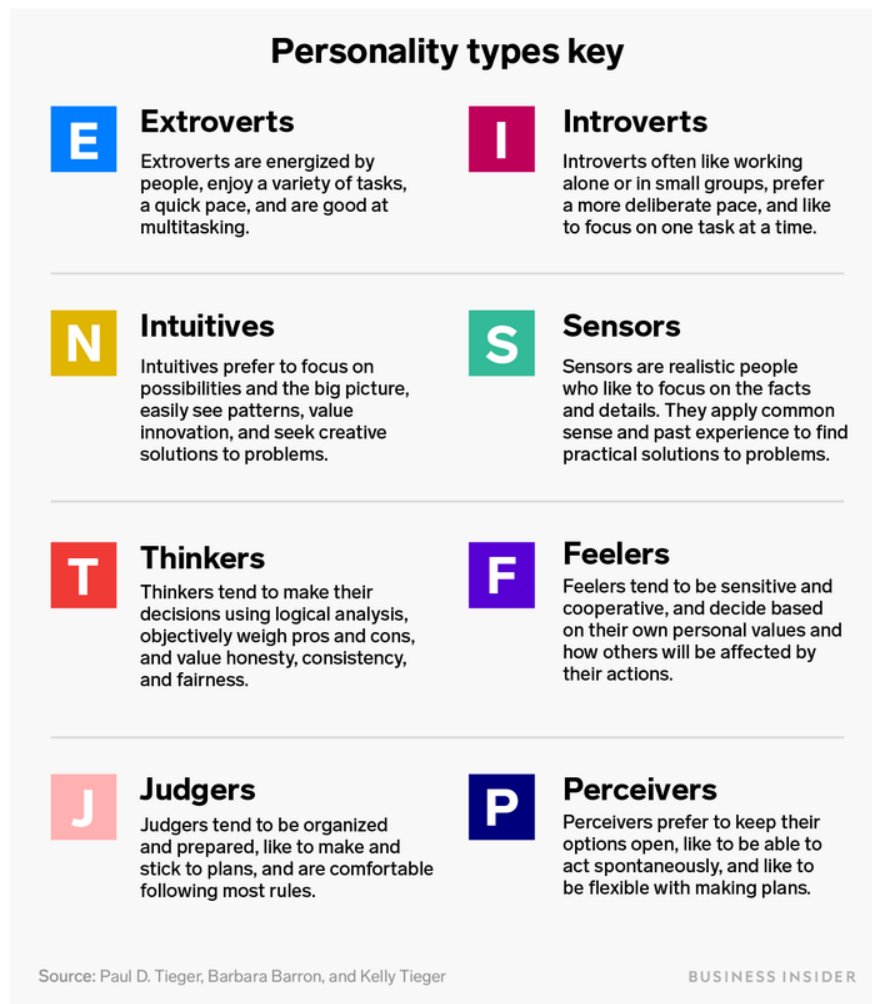 Personality types key
E
Extroverts
Extroverts are energized by
people, enjoy a variety of tasks,
a quick pace, and are good at
multitasking.
I
Introverts
Introverts often like working
alone or in small groups, prefer
a more deliberate pace, and like
to focus on one task at a time.
N
Intuitives
Intuitives prefer to focus on
possibilities and the big picture,
easily see patterns, value
innovation, and seek creative
solutions to problems.
S
Sensors
Sensors are realistic people
who like to focus on the facts
and details. They apply common
sense and past experience to find
practical solutions to problems.
T
Thinkers
Thinkers tend to make their
decisions using logical analysis,
objectively weigh pros and cons,
and value honesty, consistency,
and fairness.
F
Feelers
Feelers tend to be sensitive and
cooperative, and decide based
on their own personal values and
how others will be affected by
their actions.
J
Judgers
Judgers tend to be organized
and prepared, like to make and
stick to plans, and are comfortable
following most rules.
P
Perceivers
Perceivers prefer to keep their
options open, like to be able to
act spontaneously, and like to
be flexible with making plans.
Source: Paul D. Tieger, Barbara Barron, and Kelly Tieger
BUSINESS INSIDER